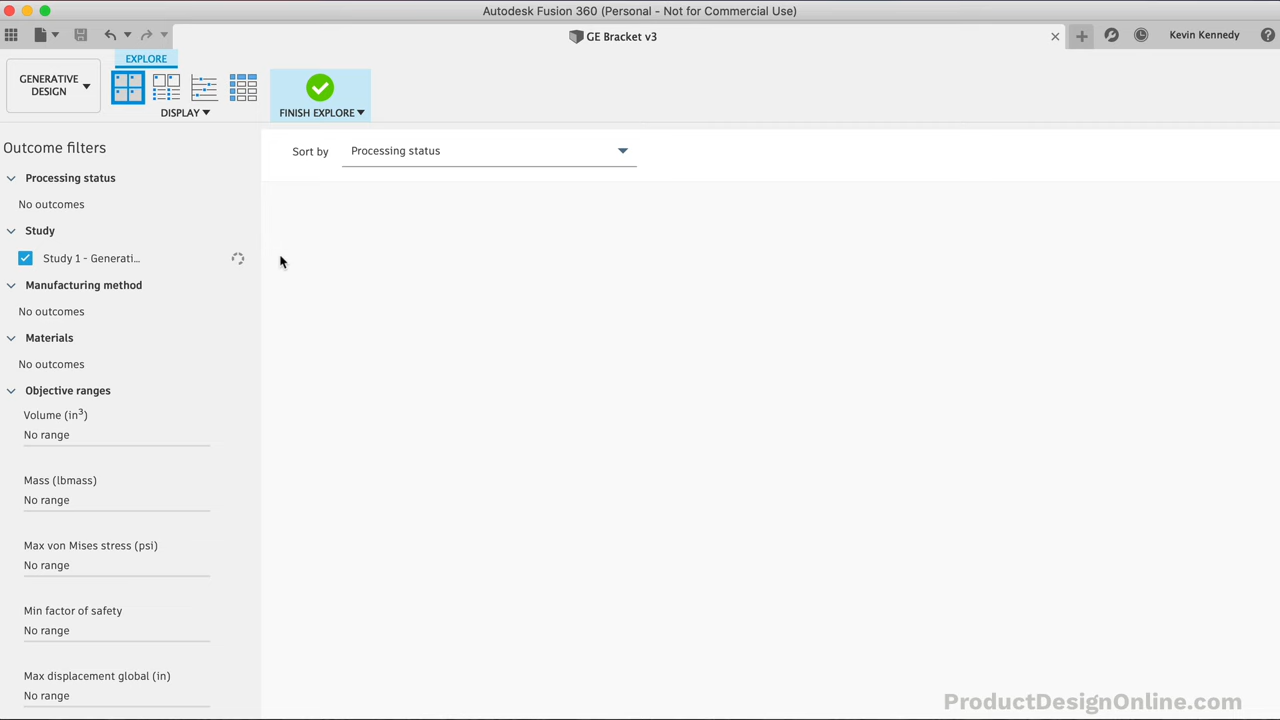 Autodesk Fusion 360 (Personal - Not for Commercial Use)
GE Bracket v3
Kevin Kennedy
EXPLORE
GENERATIVE
DESIGN
DISPLAY
FINISH EXPLORE
Outcome filters
Sort by
Processing status
Processing status
No outcomes
Study
Study 1 - Generati...
Manufacturing method
No outcomes
Materials
No outcomes
Objective ranges
Volume (in³)
No range
Mass (lbmass)
No range
Max von Mises stress (psi)
No range
Min factor of safety
No range
Max displacement global (in)
No range
ProductDesignOnline.com